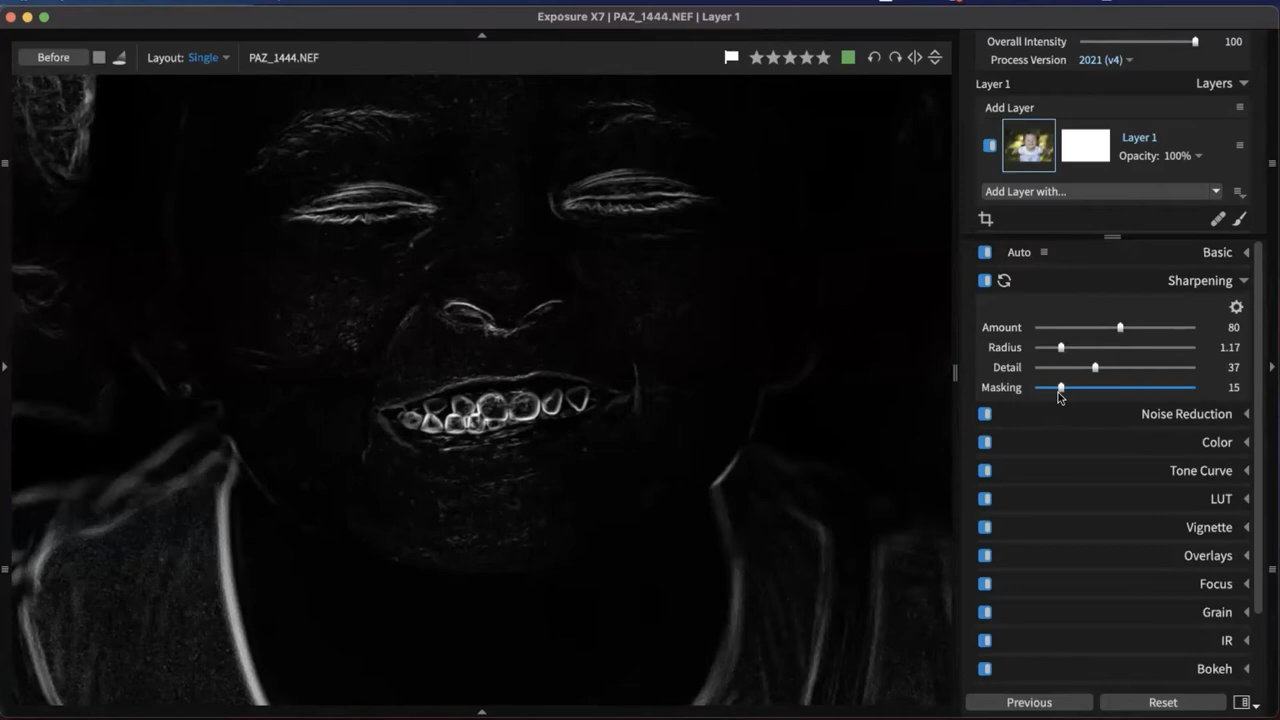 Exposure X7 | PAZ_1444.NEF | Layer 1
Before
Layout: Single
PAZ_1444.NEF
Overall Intensity 100
Process Version 2021 (v4)
Layer 1 Layers
Add Layer
Layer 1
Opacity: 100%
Add Layer with...
Auto Basic
Sharpening
Amount 80
Radius 1.17
Detail 37
Masking 15
Noise Reduction
Color
Tone Curve
LUT
Vignette
Overlays
Focus
Grain
IR
Bokeh
Previous Reset